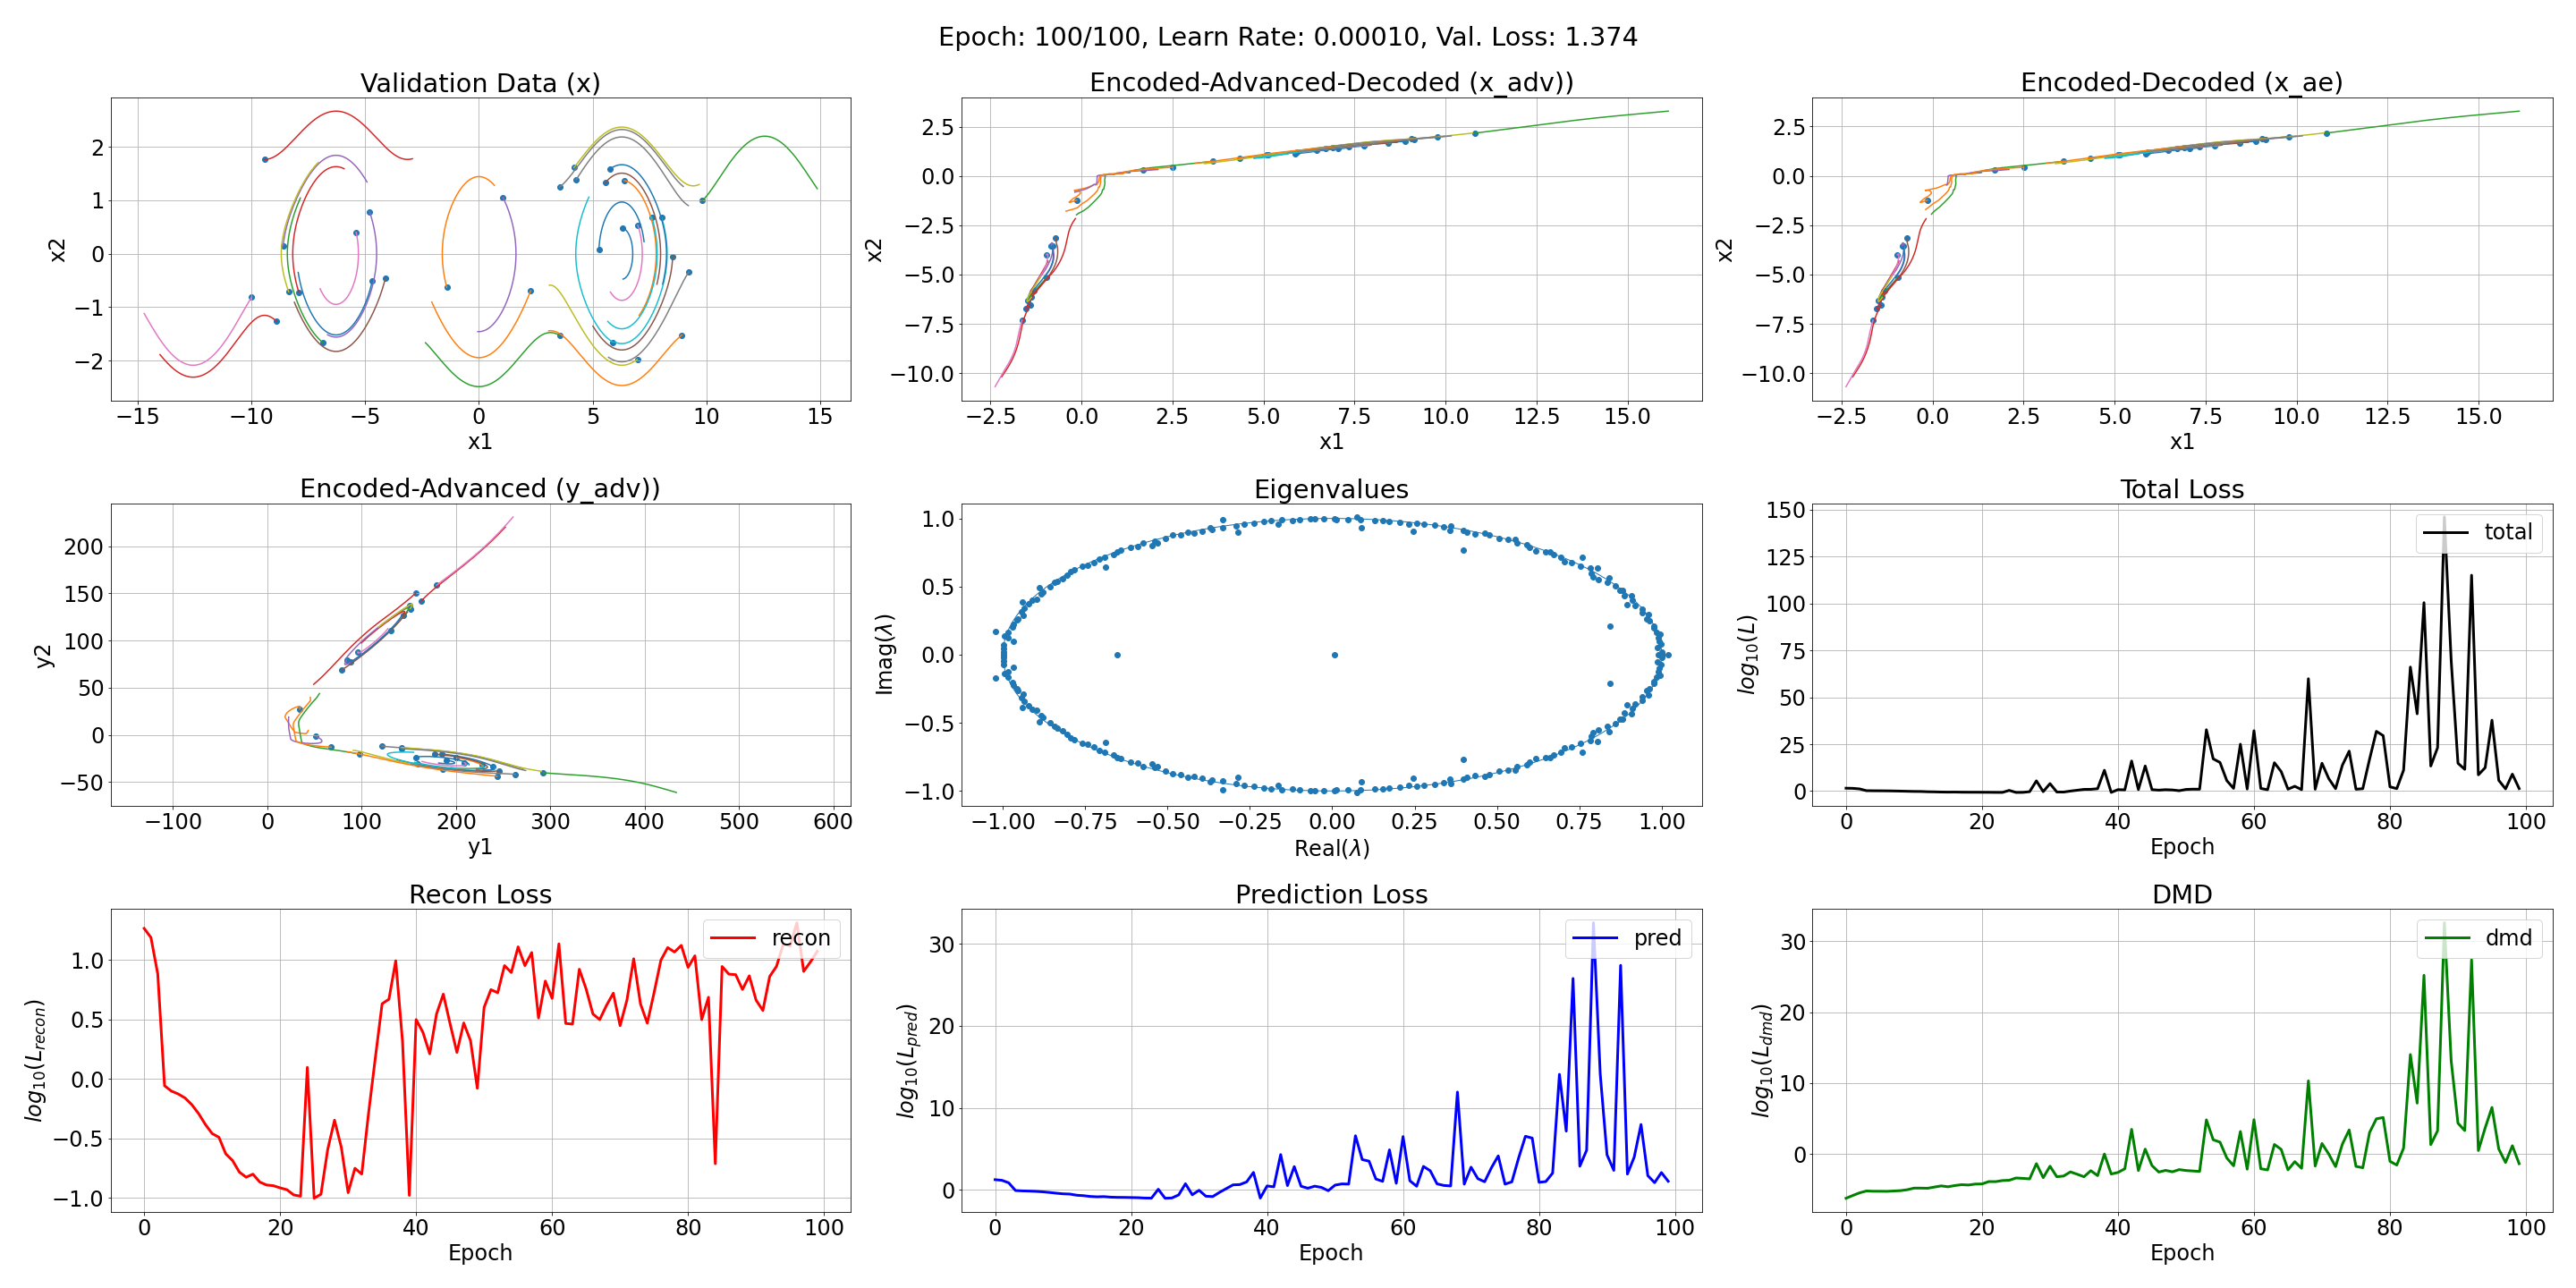 Epoch: 100/100, Learn Rate: 0.00010, Val. Loss: 1.374
Validation Data (x)
x2
2
1
0
−1
−2
−15 −10 −5 0 5 10 15
x1
Encoded-Advanced-Decoded (x_adv))
x2
2.5
0.0
−2.5
−5.0
−7.5
−10.0
−2.5 0.0 2.5 5.0 7.5 10.0 12.5 15.0
x1
Encoded-Decoded (x_ae)
x2
2.5
0.0
−2.5
−5.0
−7.5
−10.0
−2.5 0.0 2.5 5.0 7.5 10.0 12.5 15.0
x1
Encoded-Advanced (y_adv))
y2
200
150
100
50
0
−50
−100 0 100 200 300 400 500 600
y1
Eigenvalues
Imag(λ)
1.0
0.5
0.0
−0.5
−1.0
−1.00 −0.75 −0.50 −0.25 0.00 0.25 0.50 0.75 1.00
Real(λ)
Total Loss
total
log10(L)
150
125
100
75
50
25
0
0 20 40 60 80 100
Epoch
Recon Loss
recon
log10(Lrecon)
1.0
0.5
0.0
−0.5
−1.0
0 20 40 60 80 100
Epoch
Prediction Loss
pred
log10(Lpred)
30
20
10
0
0 20 40 60 80 100
Epoch
DMD
dmd
log10(Ldmd)
30
20
10
0
0 20 40 60 80 100
Epoch